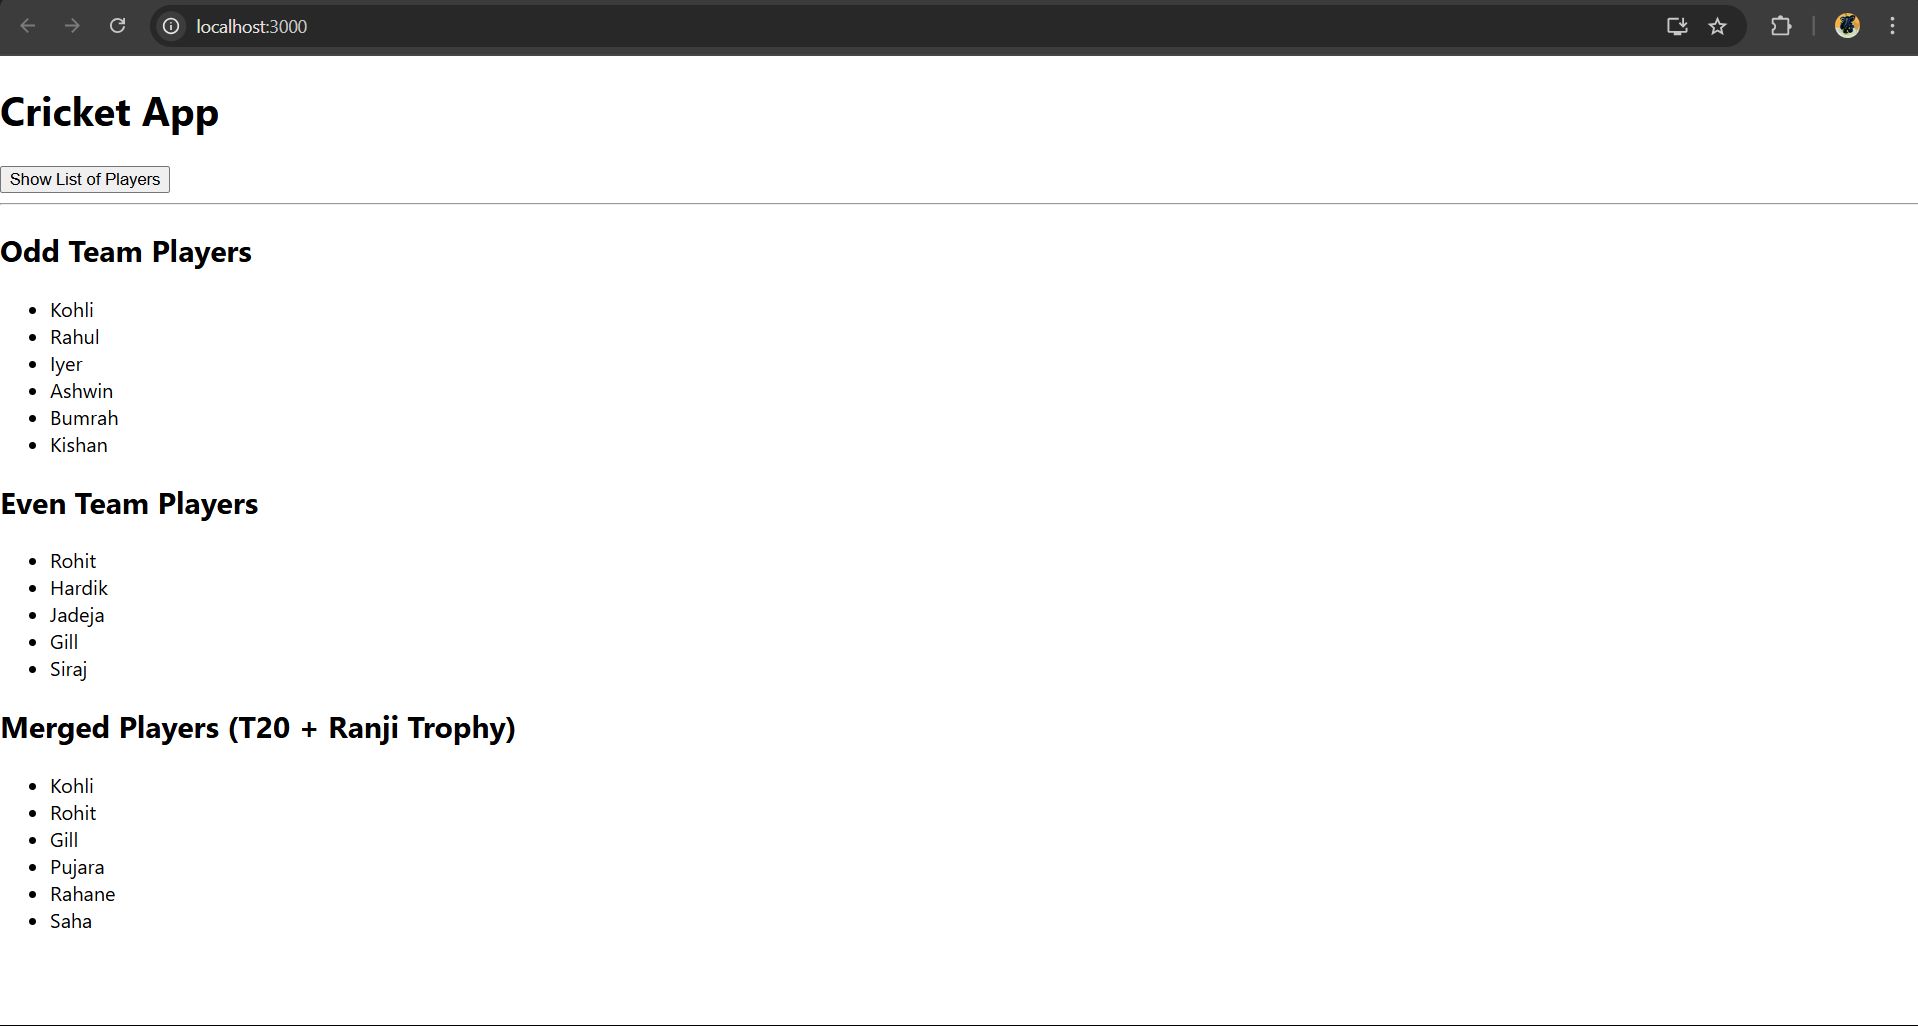 localhost:3000
Cricket App
Show List of Players
Odd Team Players
Kohli
Rahul
Iyer
Ashwin
Bumrah
Kishan
Even Team Players
Rohit
Hardik
Jadeja
Gill
Siraj
Merged Players (T20 + Ranji Trophy)
Kohli
Rohit
Gill
Pujara
Rahane
Saha